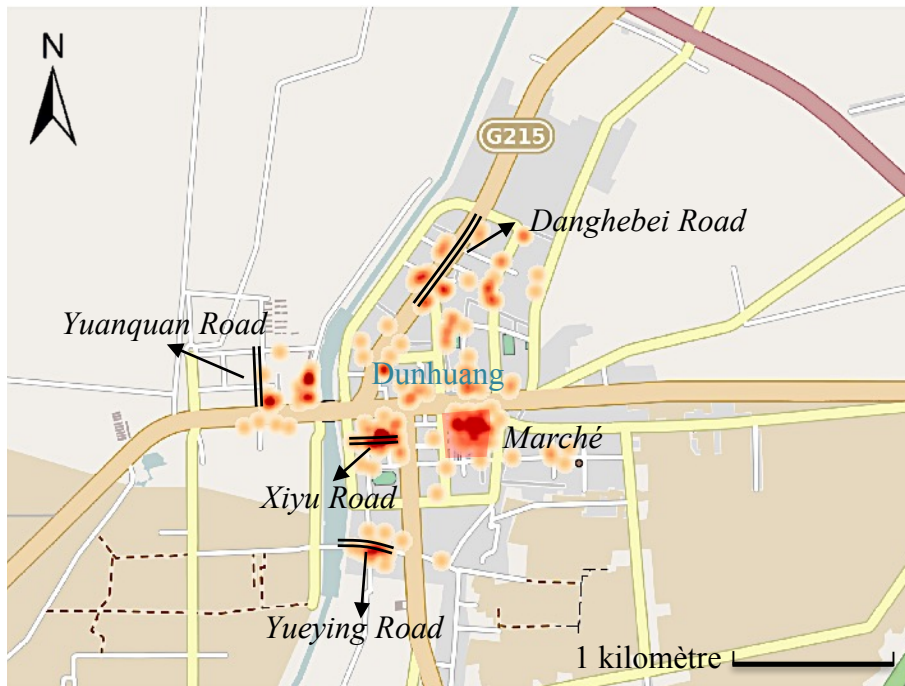 N
G215
Danghebei Road
Yuanquan Road
Dunhuang
Marché
Xiyu Road
Yueying Road
1 kilomètre